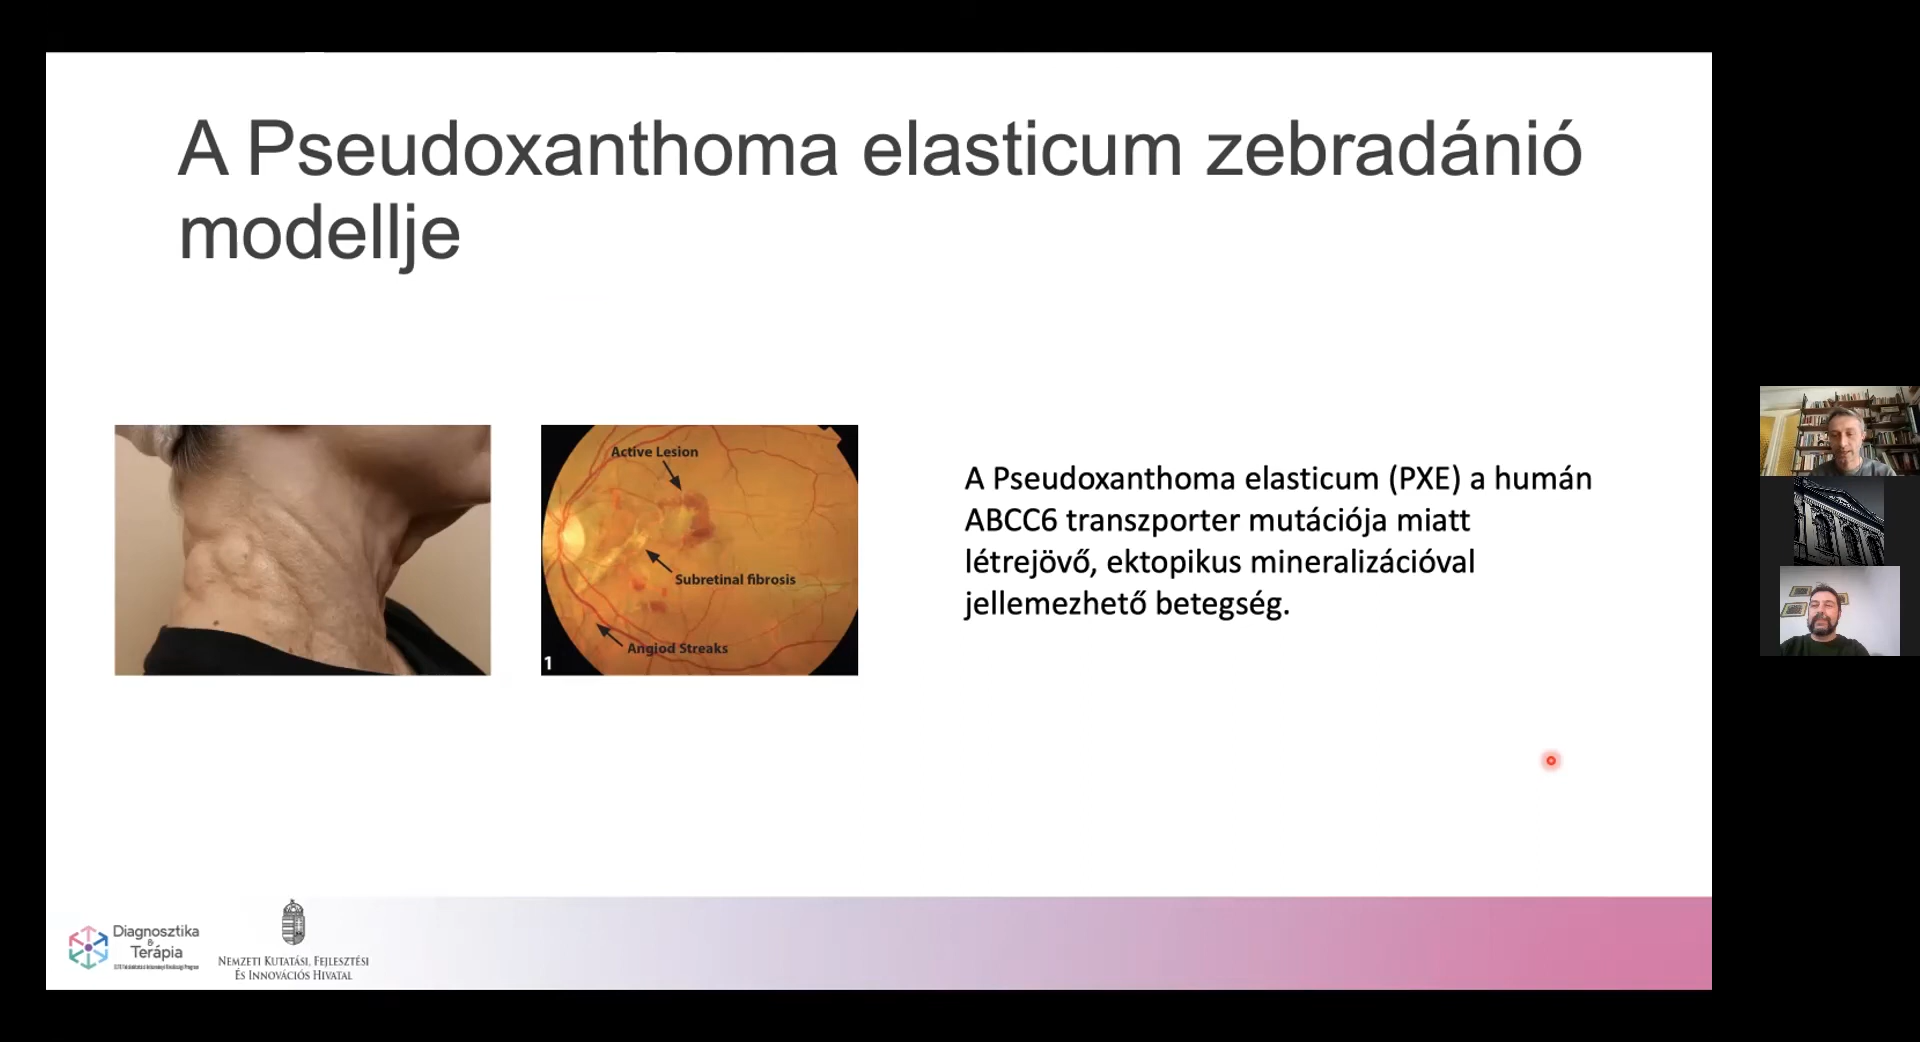 A Pseudoxanthoma elasticum zebradánió
modellje
Active Lesion
Subretinal fibrosis
Angiod Streaks
1
A Pseudoxanthoma elasticum (PXE) a humán
ABCC6 transzporter mutációja miatt
létrejövő, ektopikus mineralizációval
jellemezhető betegség.
Diagnosztika
&
Terápia
NEMZETI KUTATÁSI, FEJLESZTÉSI
ÉS INNOVÁCIÓS HIVATAL